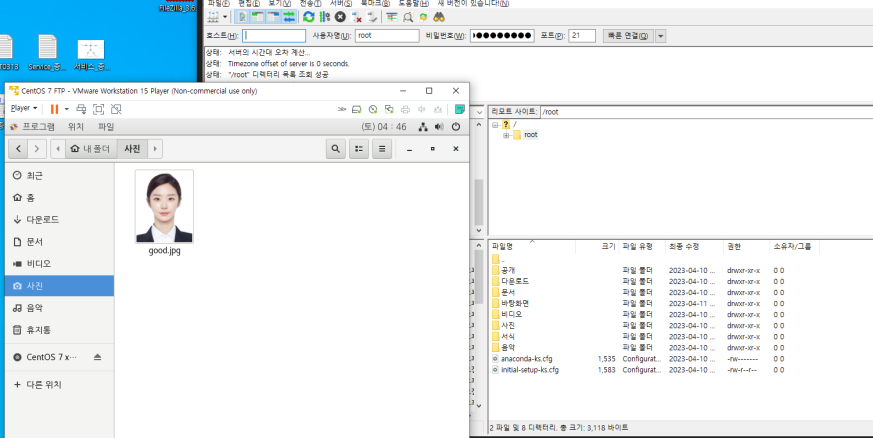 파일(F) 편집(E) 보기(V) 전송(T) 서버(S) 북마크(B) 도움말(H) 새 버전이 있습니다!(N)
FileZilla_3.6
호스트(H): 사용자명(U): root 비밀번호(W): 포트(P): 21 빠른 연결(Q)
상태: 서버의 시간대 오차 계산...
상태: Timezone offset of server is 0 seconds.
상태: "/root" 디렉터리 목록 조회 성공
T0313 Service_중... 서비스_중...
CentOS 7 FTP - VMware Workstation 15 Player (Non-commercial use only)
Player
프로그램 위치 파일 (토) 04 : 46
내 폴더 사진
최근
홈
다운로드
문서
비디오
사진
음악
휴지통
CentOS 7 x…
다른 위치
good.jpg
리모트 사이트: /root
/
root
파일명 크기 파일 유형 최종 수정 권한 소유자/그룹
..
공개 파일 폴더 2023-04-10 ... drwxr-xr-x 0 0
다운로드 파일 폴더 2023-04-10 ... drwxr-xr-x 0 0
문서 파일 폴더 2023-04-10 ... drwxr-xr-x 0 0
바탕화면 파일 폴더 2023-04-11 ... drwxr-xr-x 0 0
비디오 파일 폴더 2023-04-10 ... drwxr-xr-x 0 0
사진 파일 폴더 2023-04-10 ... drwxr-xr-x 0 0
서식 파일 폴더 2023-04-10 ... drwxr-xr-x 0 0
음악 파일 폴더 2023-04-10 ... drwxr-xr-x 0 0
anaconda-ks.cfg 1,535 Configurat... 2023-04-10 ... -rw------- 0 0
initial-setup-ks.cfg 1,583 Configurat... 2023-04-10 ... -rw-r--r-- 0 0
2 파일 및 8 디렉터리. 총 크기: 3,118 바이트